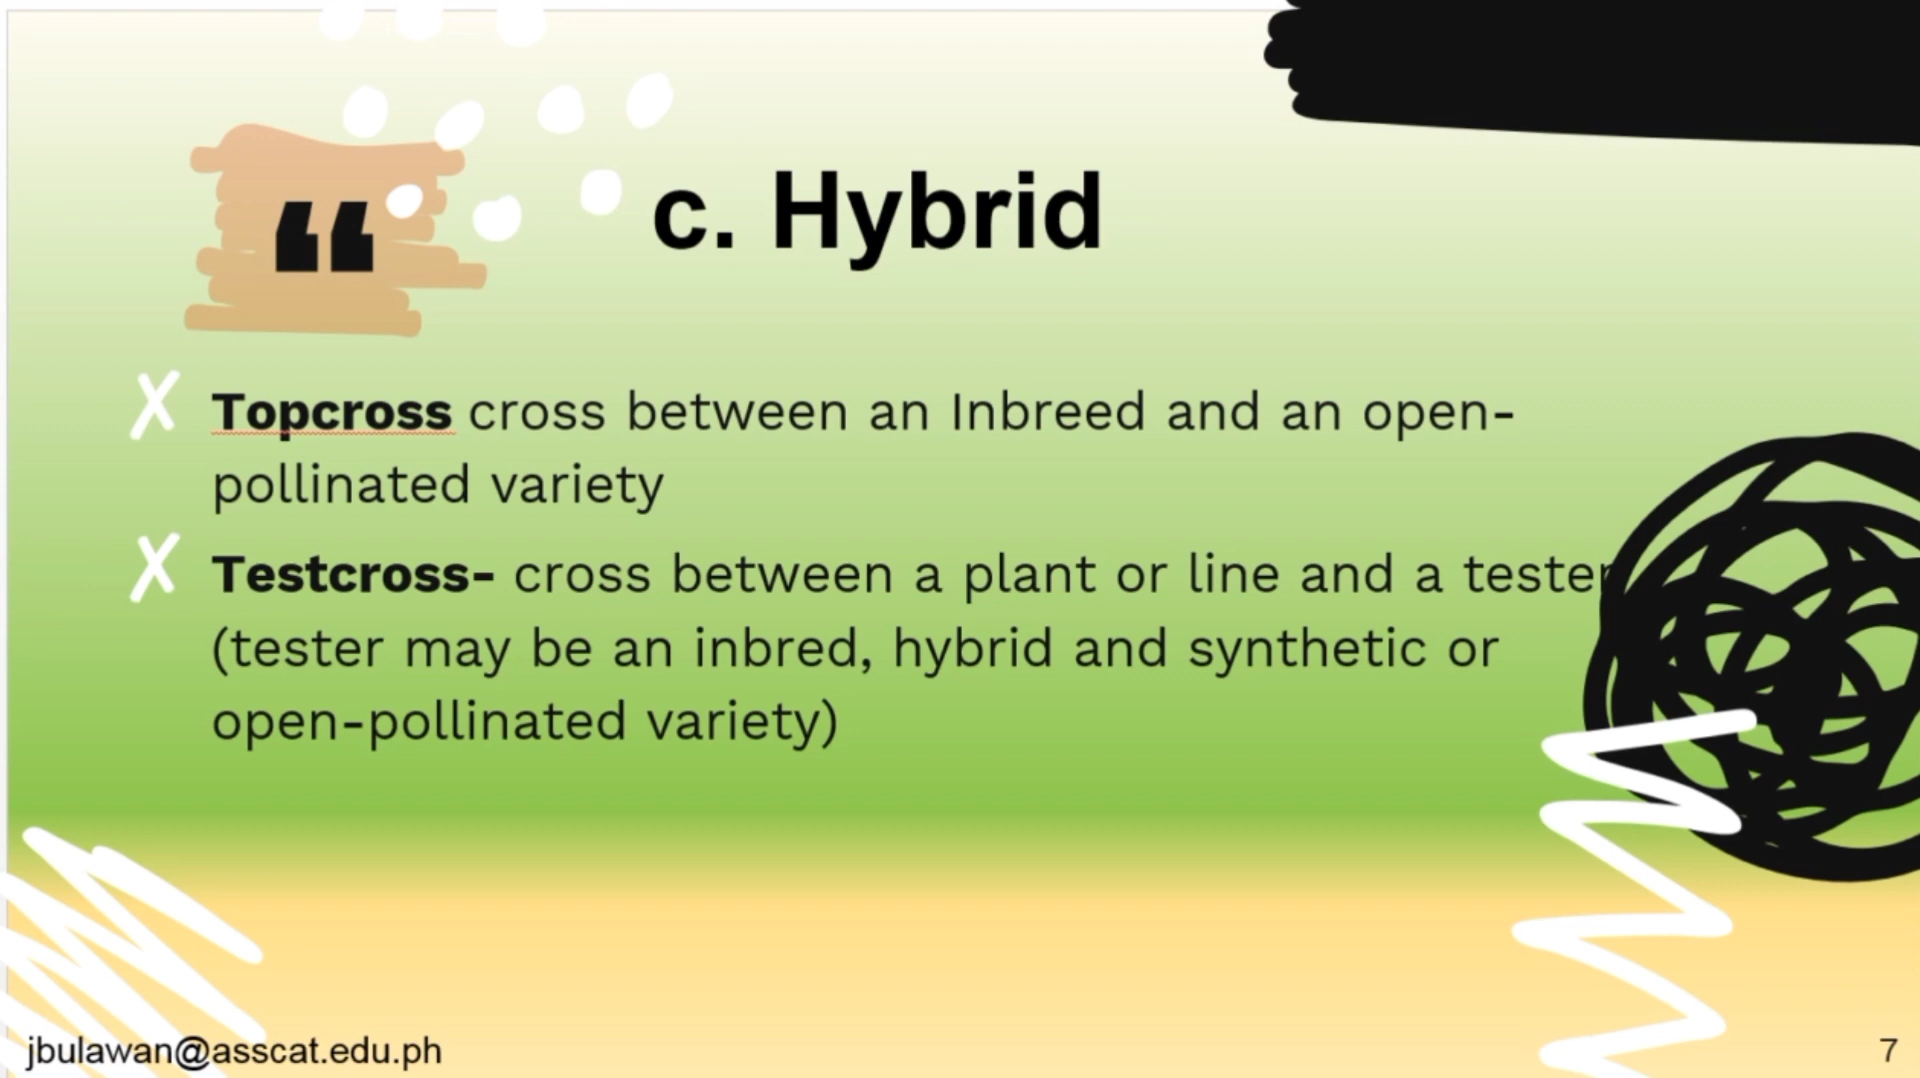 “
c. Hybrid
Topcross cross between an Inbreed and an open-
pollinated variety
Testcross- cross between a plant or line and a tester
(tester may be an inbred, hybrid and synthetic or
open-pollinated variety)
jbulawan@asscat.edu.ph
7